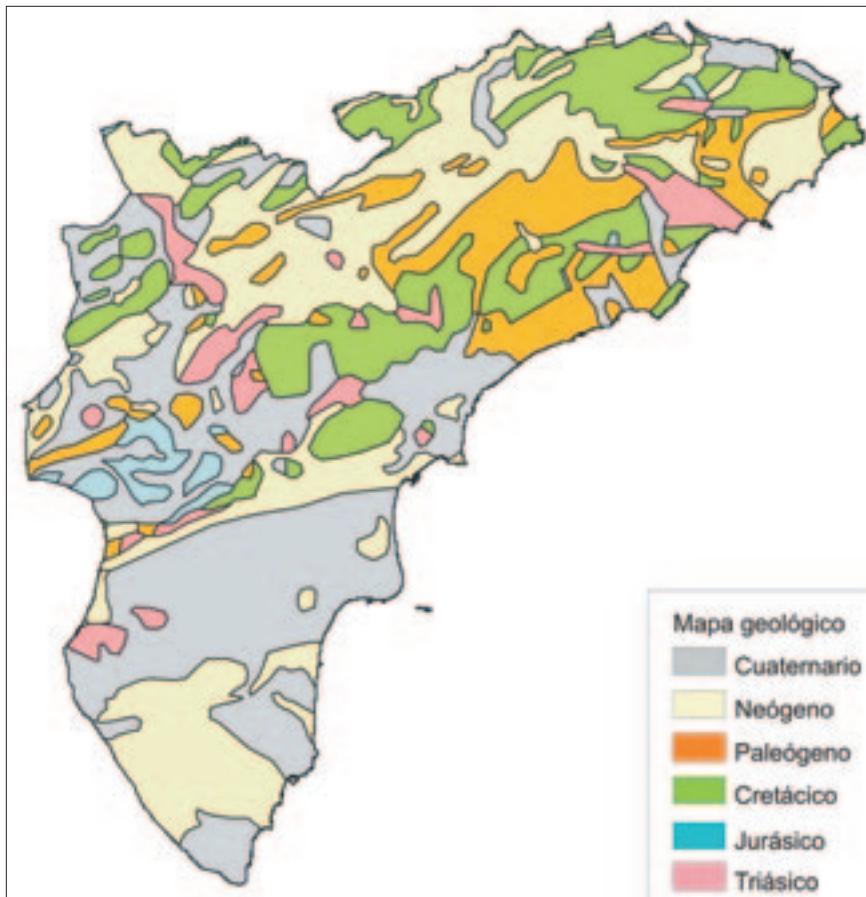 Mapa geológico
Cuaternario
Neógeno
Paleógeno
Cretácico
Jurásico
Triásico